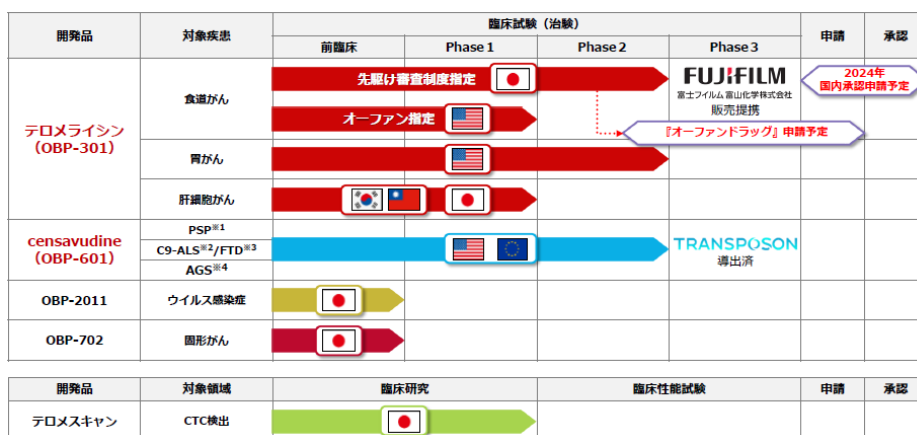 開発品
対象疾患
臨床試験（治験）
前臨床
Phase 1
Phase 2
Phase 3
申請
承認
テロメライシン
（OBP-301）
食道がん
先駆け審査制度指定
FUJIFILM
富士フイルム 富山化学株式会社
販売提携
2024年
国内承認申請予定
オーファン指定
『オーファンドラッグ』申請予定
胃がん
肝細胞がん
censavudine
（OBP-601）
PSP※1
C9-ALS※2/FTD※3
AGS※4
TRANSPOSON
導出済
OBP-2011
ウイルス感染症
OBP-702
固形がん
開発品
対象領域
臨床研究
臨床性能試験
申請
承認
テロメスキャン
CTC検出